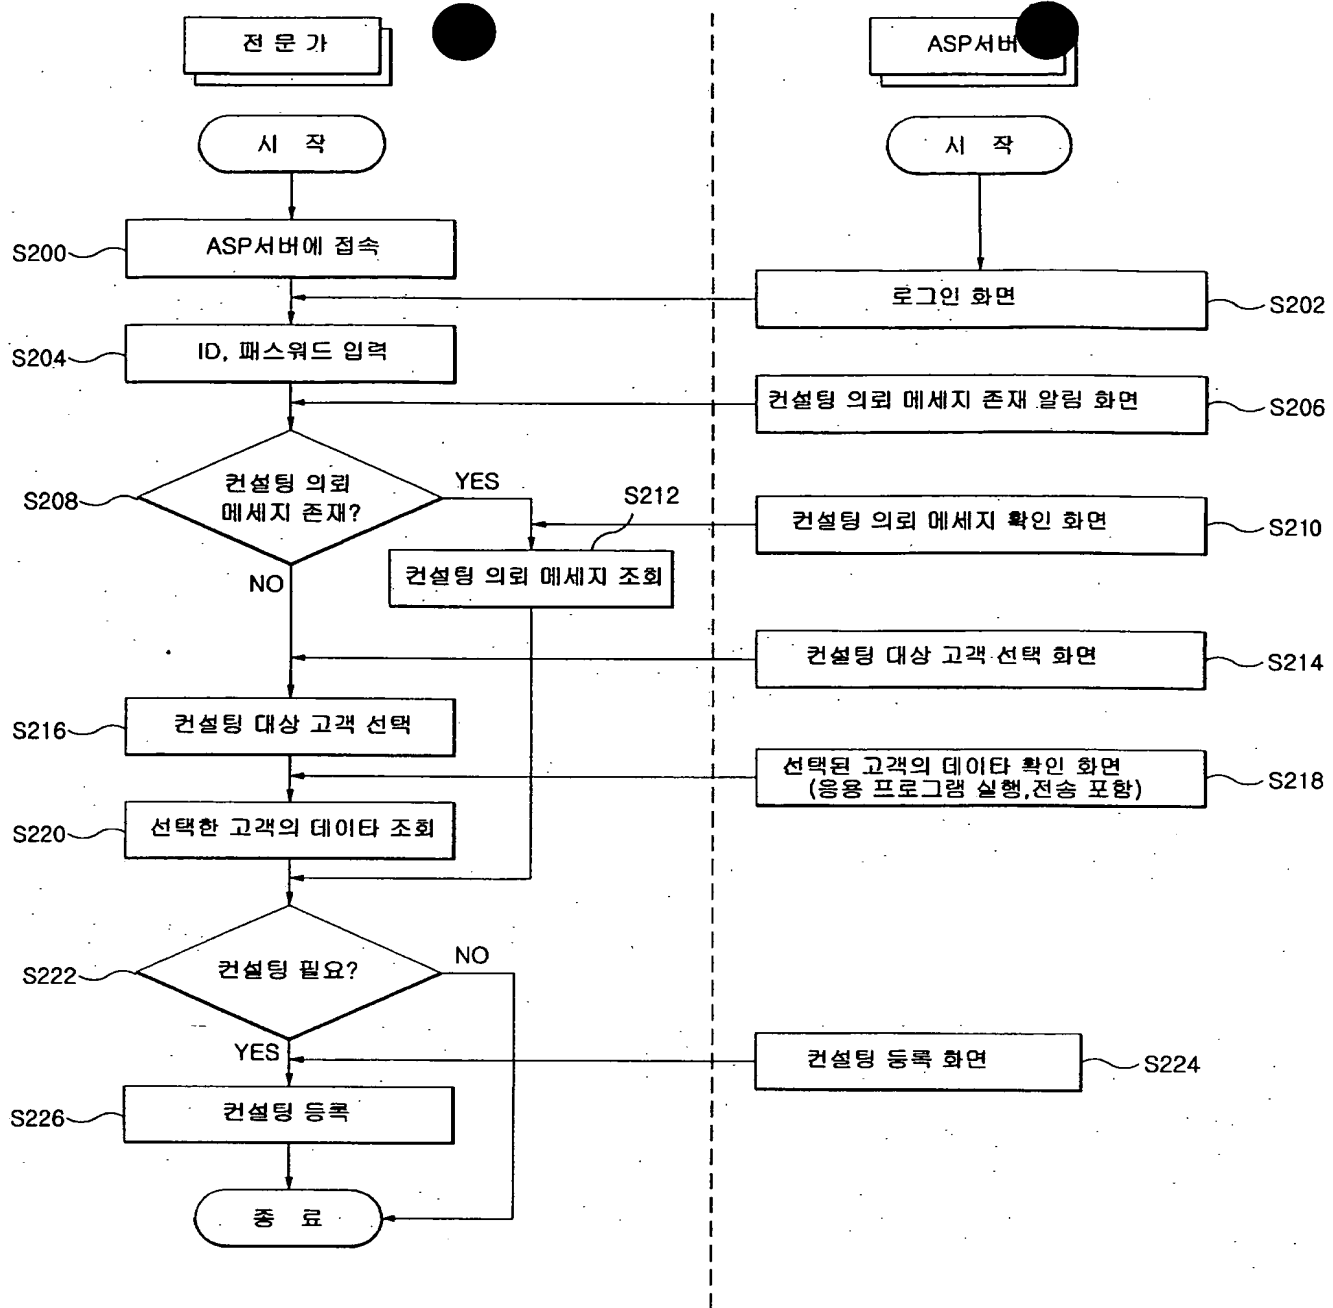 전 문 가
ASP서버
시 작
시 작
S200
ASP서버에 접속
로그인 화면
S202
S204
ID, 패스워드 입력
컨설팅 의뢰 메세지 존재 알림 화면
S206
S208
컨설팅 의뢰
메세지 존재?
YES
S212
컨설팅 의뢰 메세지 확인 화면
S210
NO
컨설팅 의뢰 메세지 조회
컨설팅 대상 고객 선택 화면
S214
S216
컨설팅 대상 고객 선택
선택된 고객의 데이타 확인 화면
(응용 프로그램 실행,전송 포함)
S218
S220
선택한 고객의 데이타 조회
S222
컨설팅 필요?
NO
YES
컨설팅 등록 화면
S224
S226
컨설팅 등록
종 료